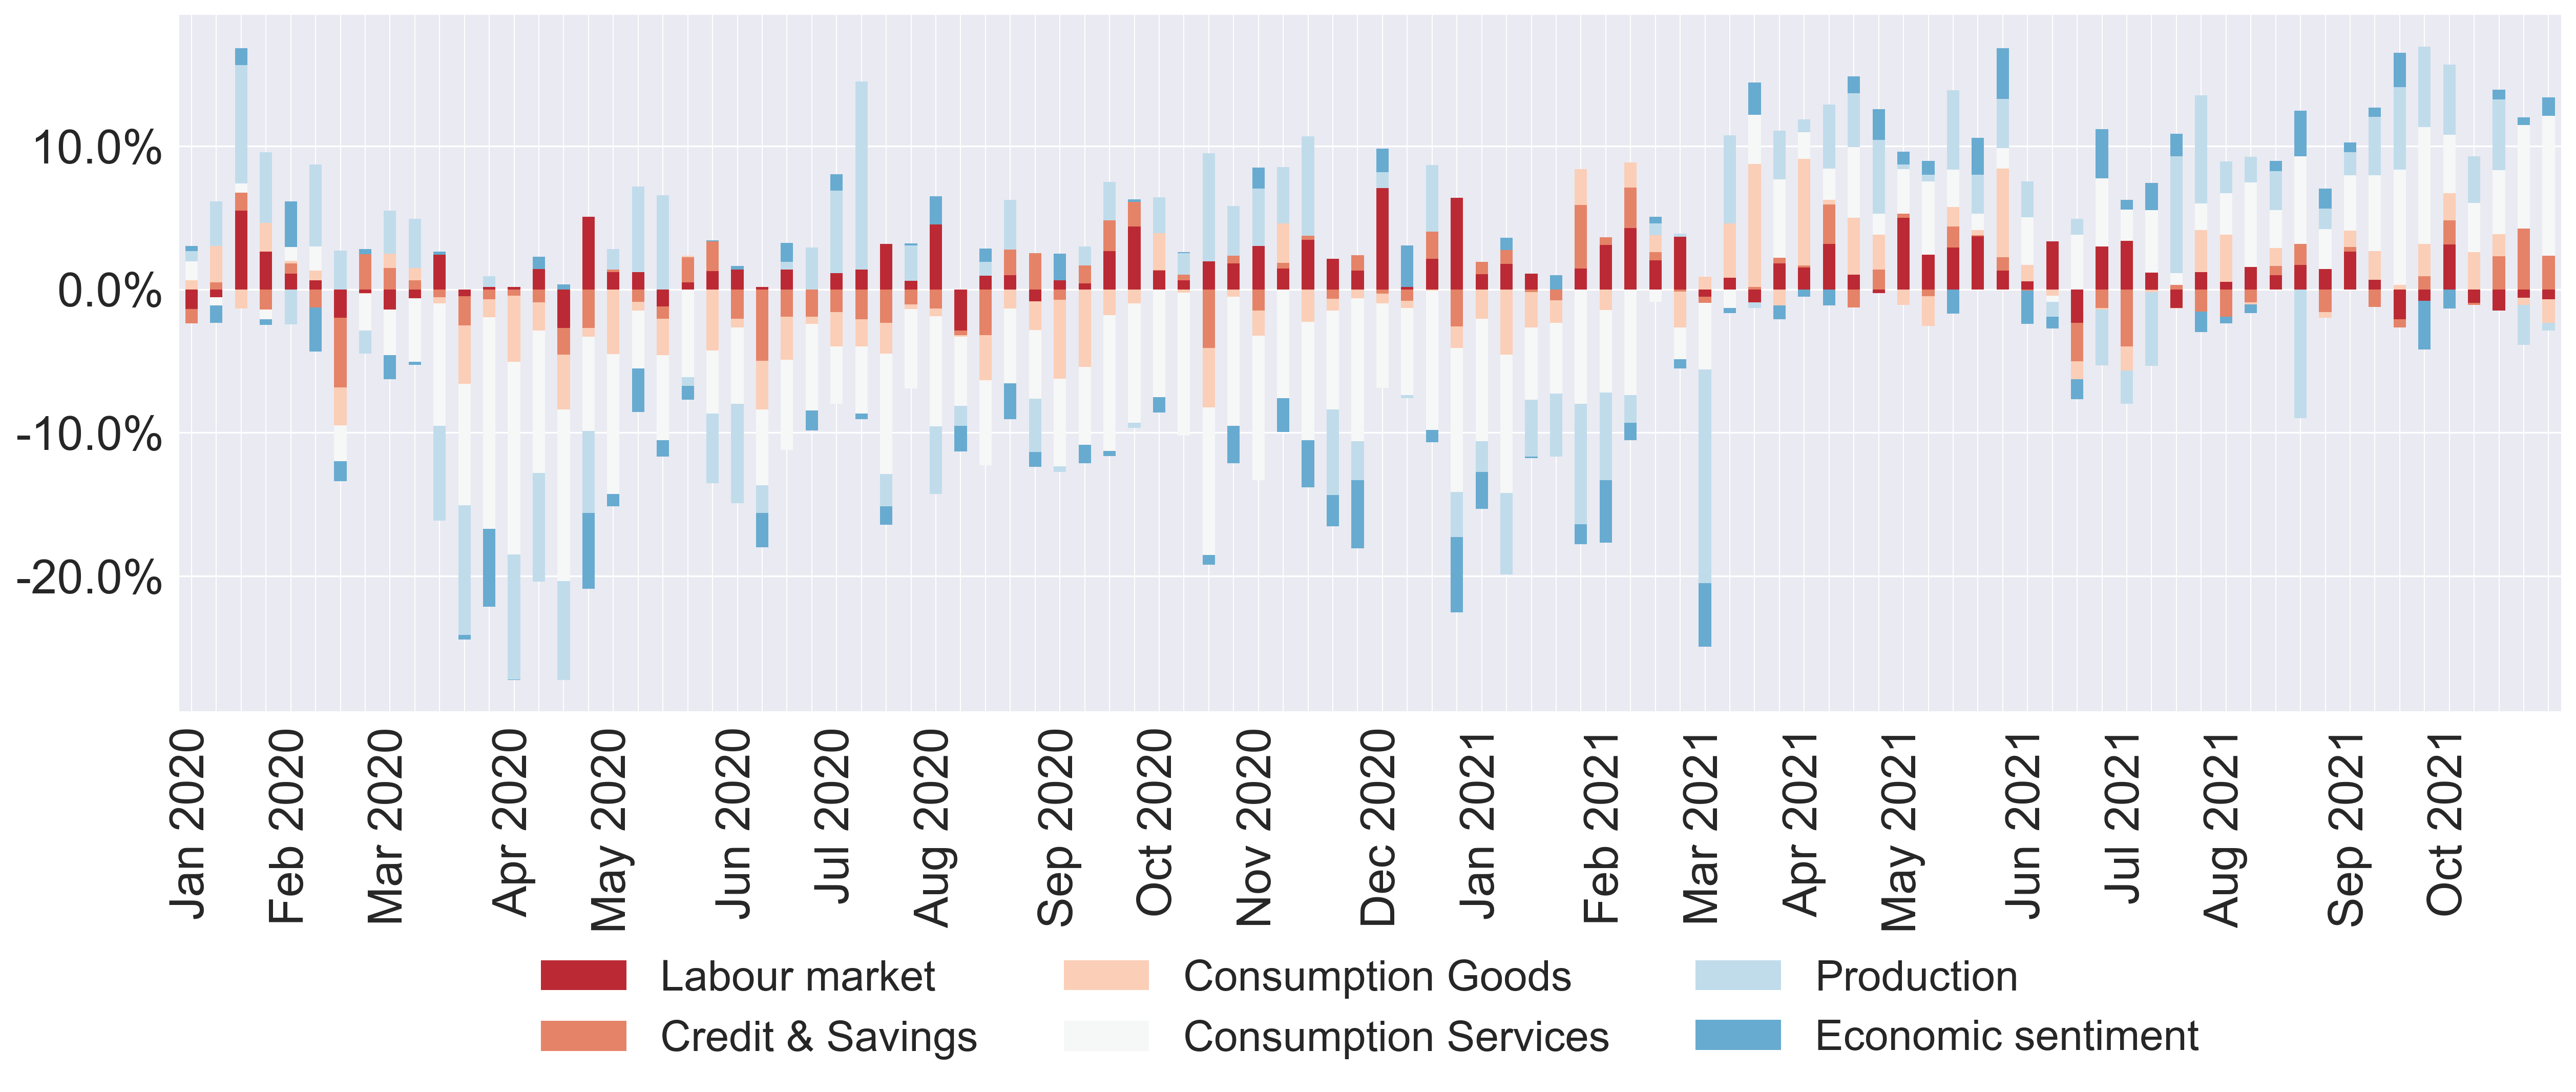 10.0%
0.0%
-10.0%
-20.0%
Jan 2020
Feb 2020
Mar 2020
Apr 2020
May 2020
Jun 2020
Jul 2020
Aug 2020
Sep 2020
Oct 2020
Nov 2020
Dec 2020
Jan 2021
Feb 2021
Mar 2021
Apr 2021
May 2021
Jun 2021
Jul 2021
Aug 2021
Sep 2021
Oct 2021
Labour market
Consumption Goods
Production
Credit & Savings
Consumption Services
Economic sentiment